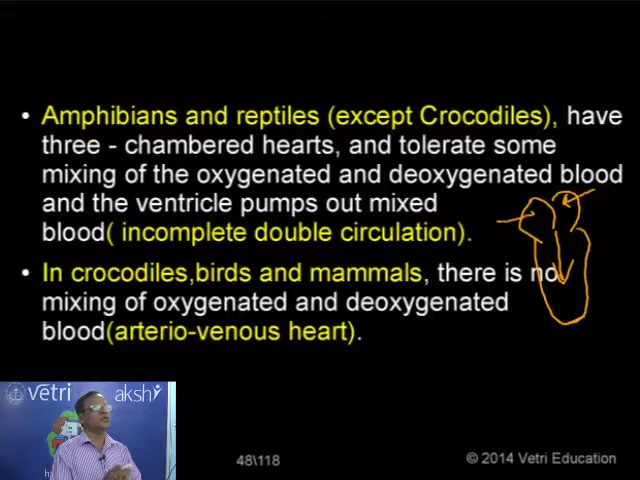 • Amphibians and reptiles (except Crocodiles), have
three - chambered hearts, and tolerate some
mixing of the oxygenated and deoxygenated blood
and the ventricle pumps out mixed
blood( incomplete double circulation).
• In crocodiles,birds and mammals, there is no
mixing of oxygenated and deoxygenated
blood(arterio-venous heart).
vetri
akshi
48\118
© 2014 Vetri Education